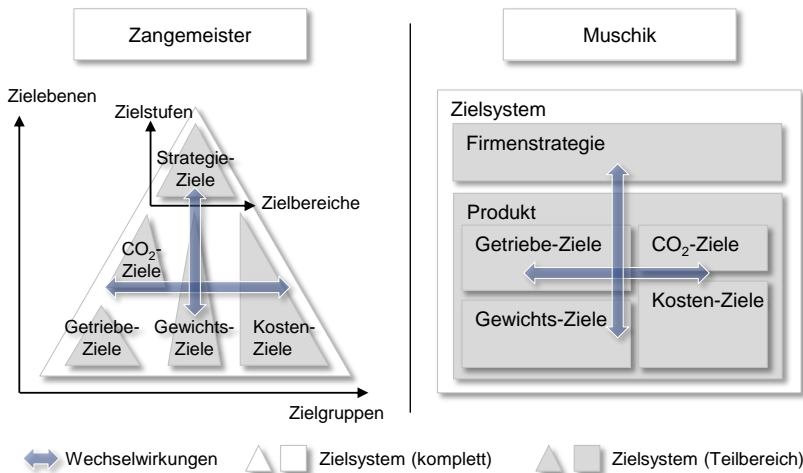 Zangemeister
Muschik
Zielebenen
Zielstufen
Strategie-
Ziele
Zielbereiche
CO2-
Ziele
Getriebe-
Ziele
Gewichts-
Ziele
Kosten-
Ziele
Zielgruppen
Zielsystem
Firmenstrategie
Produkt
Getriebe-Ziele
CO2-Ziele
Gewichts-Ziele
Kosten-Ziele
Wechselwirkungen
Zielsystem (komplett)
Zielsystem (Teilbereich)